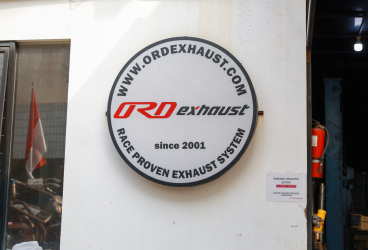 WWW.ORDEXHAUST.COM
ORD exhaust
since 2001
RACE PROVEN EXHAUST SYSTEM